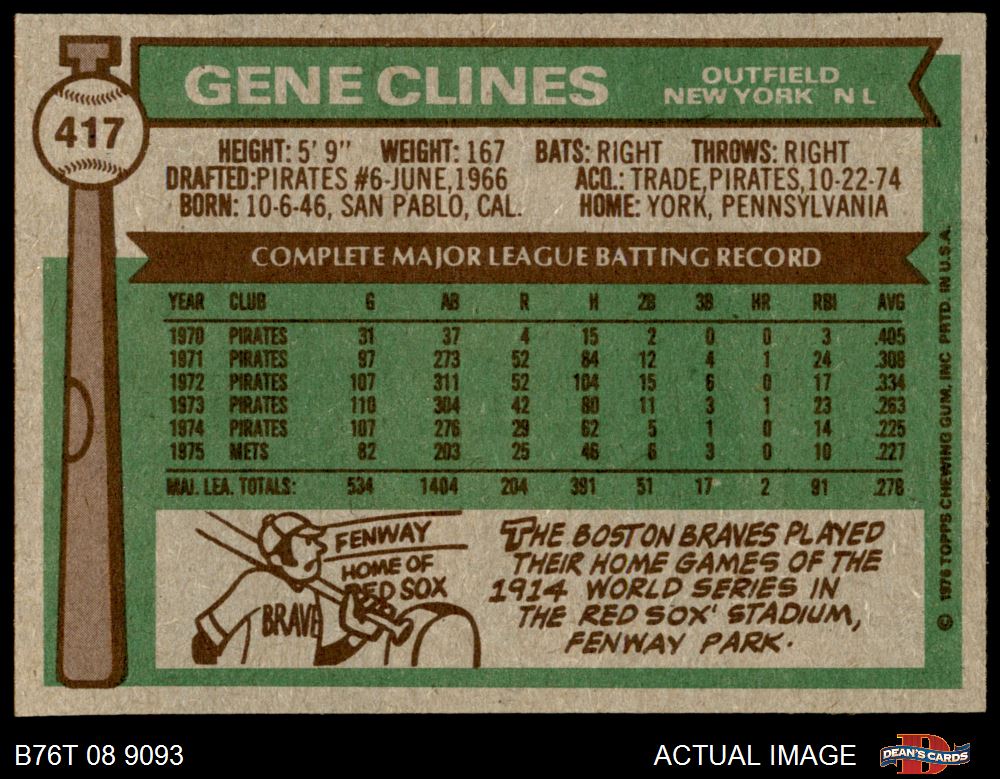 417
GENE CLINES
OUTFIELD
NEW YORK N L
HEIGHT: 5' 9" WEIGHT: 167 BATS: RIGHT THROWS: RIGHT
DRAFTED:PIRATES #6-JUNE,1966 ACQ.: TRADE,PIRATES,10-22-74
BORN: 10-6-46, SAN PABLO, CAL. HOME: YORK, PENNSYLVANIA
COMPLETE MAJOR LEAGUE BATTING RECORD
YEAR CLUB G AB R H 2B 3B HR RBI AVG
1970 PIRATES 31 37 4 15 2 0 0 3 .405
1971 PIRATES 97 273 52 84 12 4 1 24 .308
1972 PIRATES 107 311 52 104 15 6 0 17 .334
1973 PIRATES 110 304 42 80 11 3 1 23 .263
1974 PIRATES 107 276 29 62 5 1 0 14 .225
1975 METS 82 203 25 46 6 3 0 10 .227
MAJ. LEA. TOTALS: 534 1404 204 391 51 17 2 91 .278
FENWAY
HOME OF
RED SOX
BRAVE
THE BOSTON BRAVES PLAYED
THEIR HOME GAMES OF THE
1914 WORLD SERIES IN
THE RED SOX' STADIUM,
FENWAY PARK.
© 1976 TOPPS CHEWING GUM, INC PRTD. IN U.S.A.
B76T 08 9093
ACTUAL IMAGE
DEAN'S CARDS